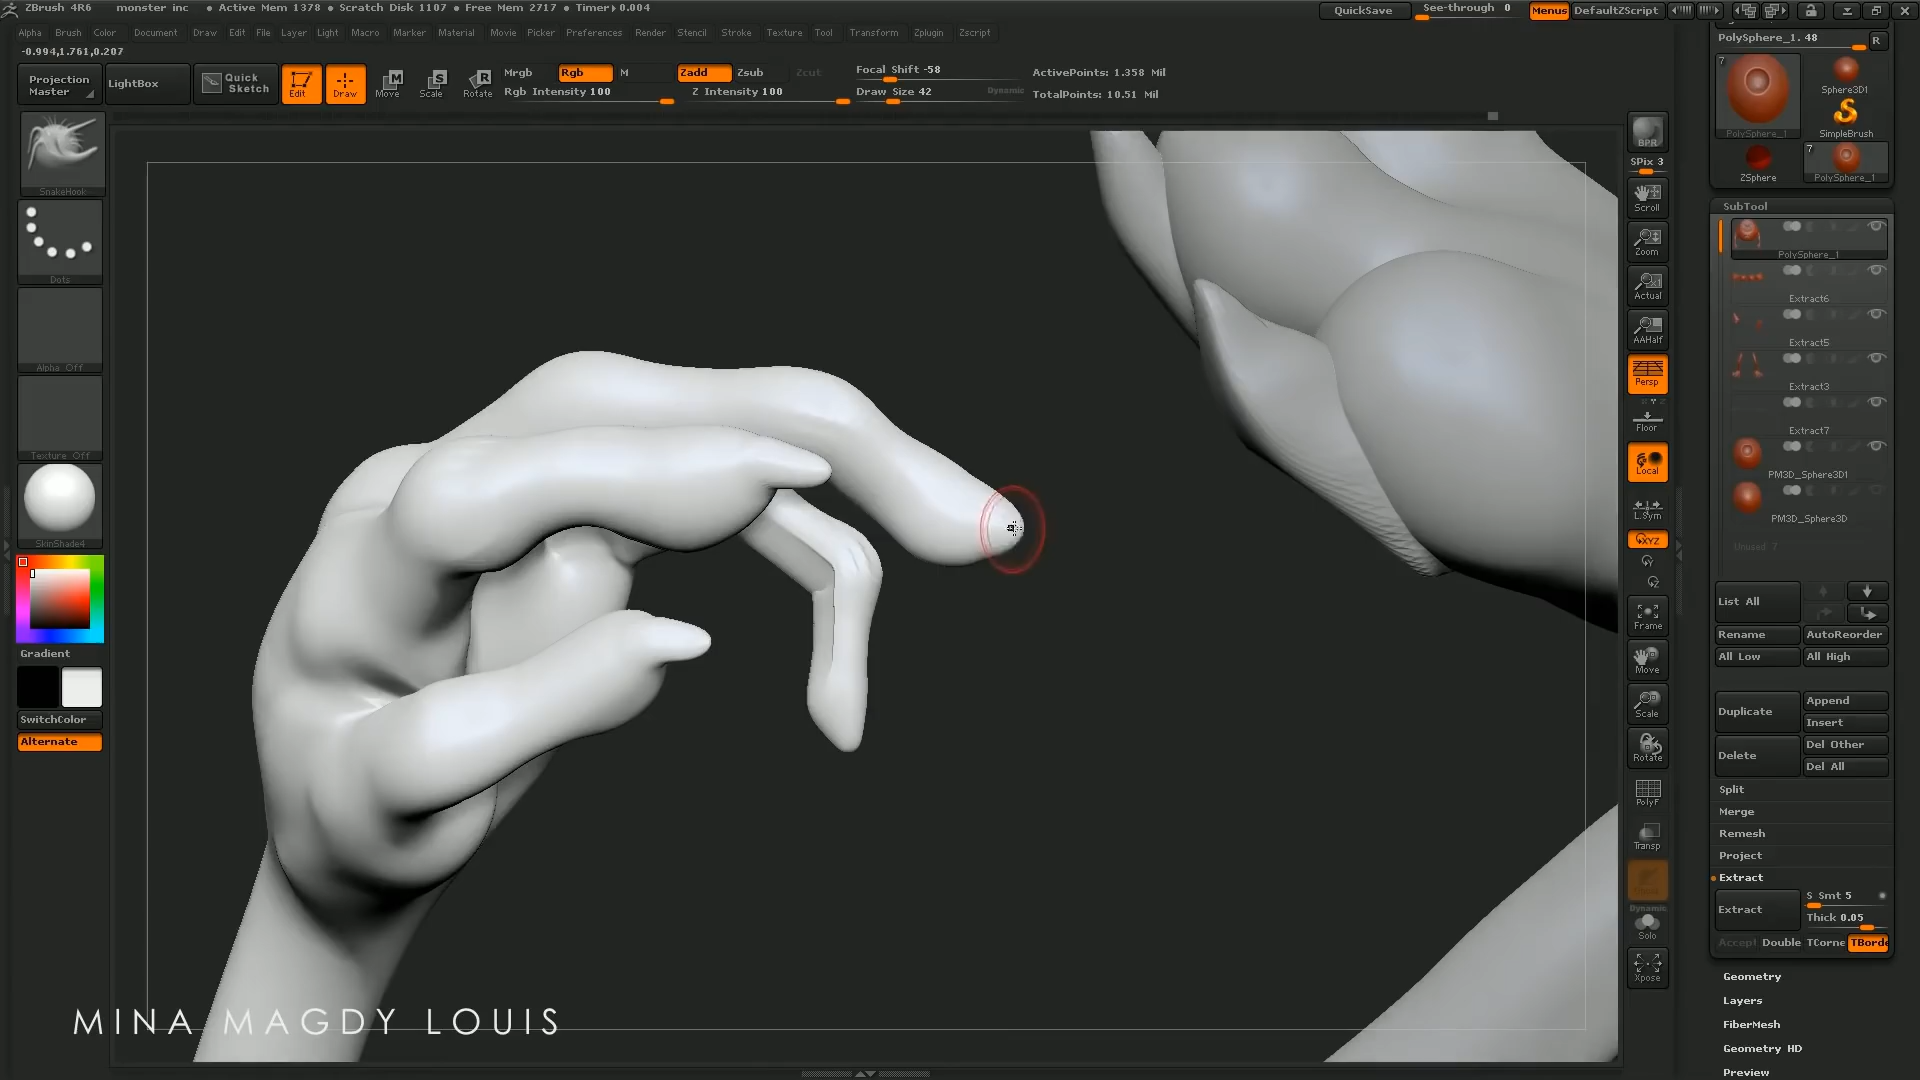 ZBrush 4R6 monster inc • Active Mem 1378 • Scratch Disk 1107 • Free Mem 2717 • Timer▸0.004 QuickSave See-through 0 Menus DefaultZScript
Alpha Brush Color Document Draw Edit File Layer Light Macro Marker Material Movie Picker Preferences Render Stencil Stroke Texture Tool Transform Zplugin Zscript
-0.994,1.761,0.207
Projection Master
LightBox
Quick Sketch
Edit
Draw
Move
Scale
Rotate
Mrgb Rgb M
Rgb Intensity 100
Zadd Zsub Zcut
Z Intensity 100
Focal Shift -58
Draw Size 42
Dynamic
ActivePoints: 1.358 Mil
TotalPoints: 10.51 Mil
SnakeHook
Dots
Alpha Off
Texture Off
SkinShade4
Gradient
SwitchColor
Alternate
MINA MAGDY LOUIS
BPR
SPix 3
Scroll
Zoom
Actual
AAHalf
Persp
Floor
Local
L.Sym
XYZ
Frame
Move
Scale
Rotate
PolyF
Transp
Dynamic
Solo
Xpose
PolySphere_1. 48 R
7
PolySphere_1
Sphere3D1
SimpleBrush
ZSphere
7
PolySphere_1
SubTool
PolySphere_1
Extract6
Extract5
Extract3
Extract7
PM3D_Sphere3D1
PM3D_Sphere3D
Unused 7
List All
Rename AutoReorder
All Low All High
Duplicate
Append
Insert
Delete
Del Other
Del All
Split
Merge
Remesh
Project
Extract
Extract
S Smt 5
Thick 0.05
Accept Double TCorne TBorde
Geometry
Layers
FiberMesh
Geometry HD
Preview